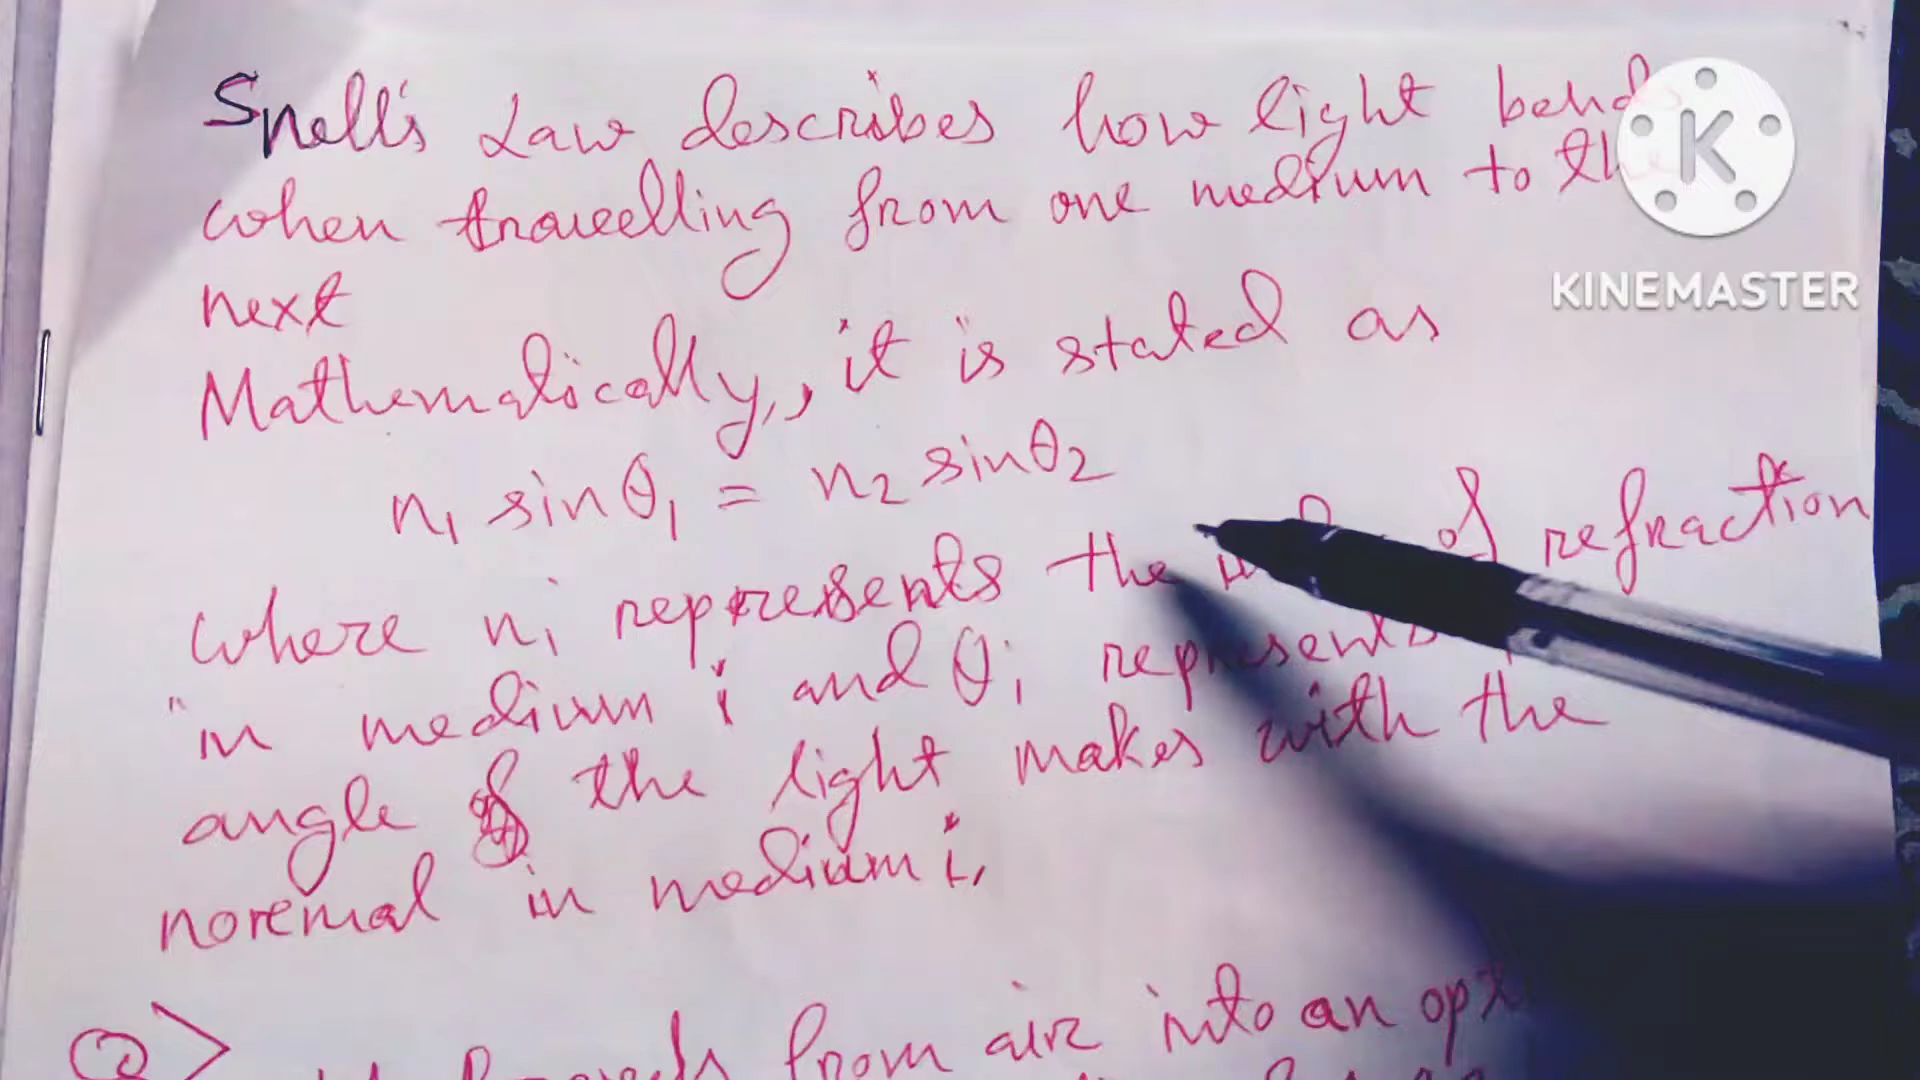 Snell's Law describes how light bends
when travelling from one medium to the
next
Mathematically, it is stated as
n₁ sinθ₁ = n₂ sinθ₂
where nᵢ represents the of refraction
in medium i and θᵢ represents
angle the light makes with the
normal in medium i.
Q>
from air into an opt
K
KINEMASTER